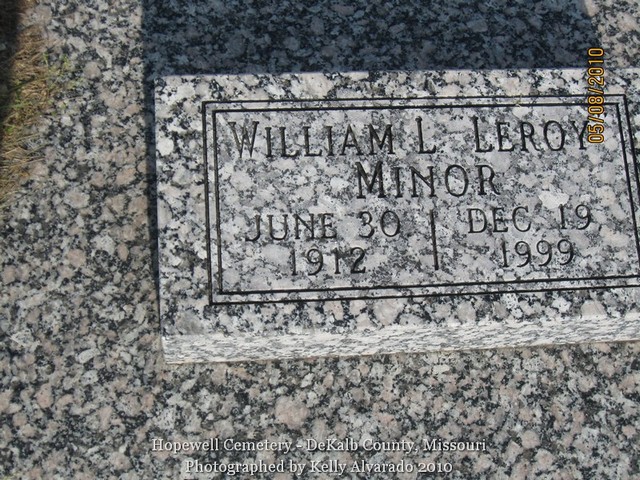 WILLIAM L LEROY
MINOR
JUNE 30 DEC. 19,
1912 1999
05/08/2010
Hopewell Cemetery - DeKalb County, Missouri
Photographed by Kelly Alvarado 2010